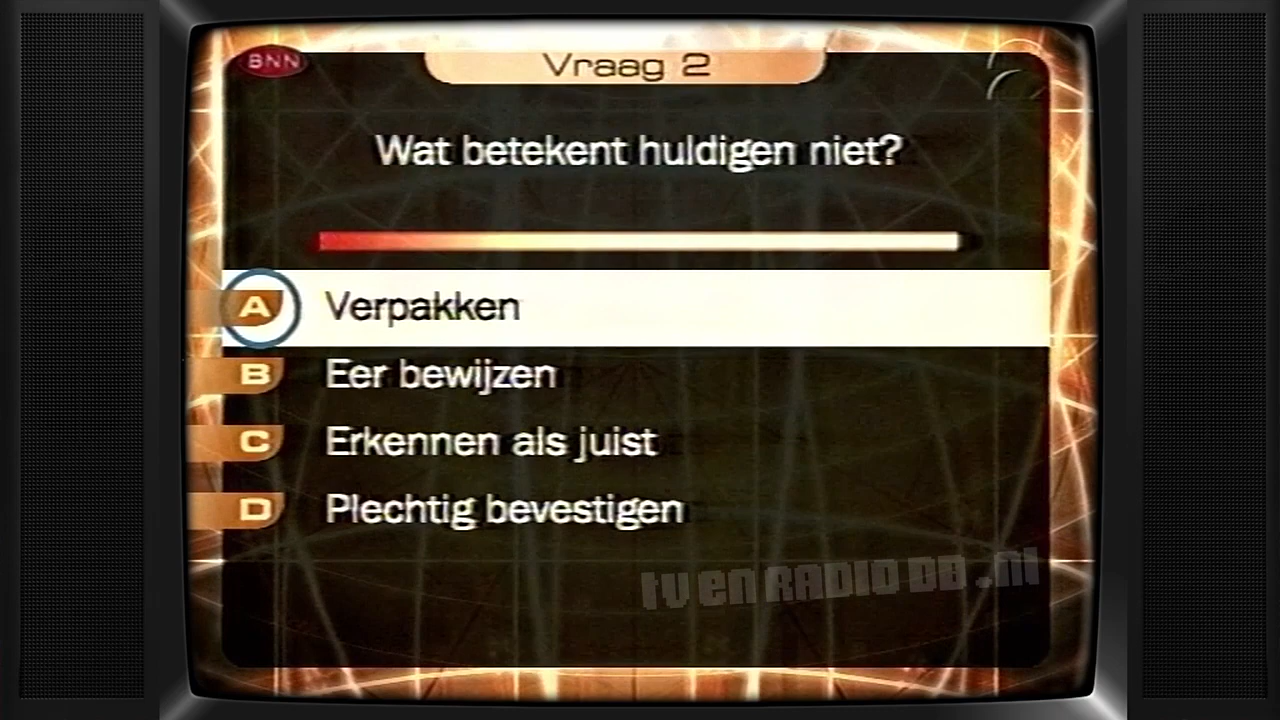 BNN
Vraag 2
Wat betekent huldigen niet?
A Verpakken
B Eer bewijzen
C Erkennen als juist
D Plechtig bevestigen
tv en RADIO DB .nl